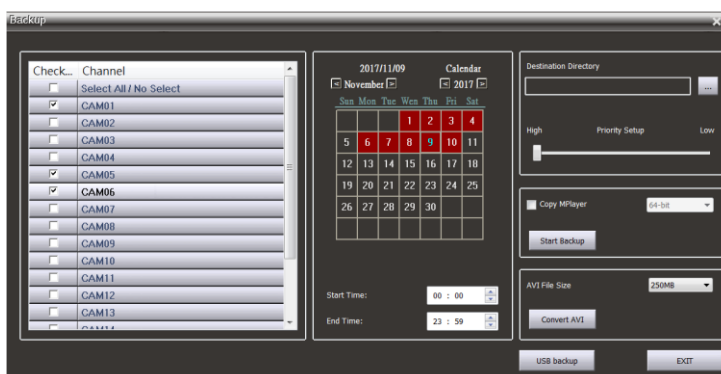 Backup
Check... Channel
Select All / No Select
CAM01
CAM02
CAM03
CAM04
CAM05
CAM06
CAM07
CAM08
CAM09
CAM10
CAM11
CAM12
CAM13
CAM14
2017/11/09 Calendar
November 2017
Sun Mon Tue Wen Thu Fri Sat
1 2 3 4
5 6 7 8 9 10 11
12 13 14 15 16 17 18
19 20 21 22 23 24 25
26 27 28 29 30
Start Time: 00 : 00
End Time: 23 : 59
Destination Directory
...
High Priority Setup Low
Copy MPlayer 64-bit
Start Backup
AVI File Size 250MB
Convert AVI
USB backup EXIT